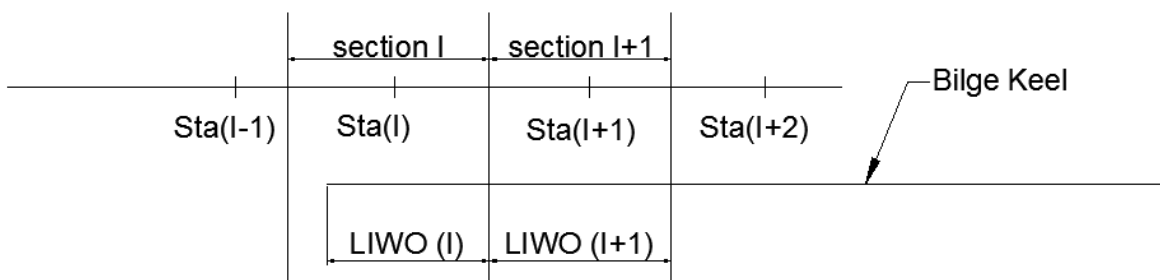 section I
section I+1
Bilge Keel
Sta(I-1)
Sta(I)
Sta(I+1)
Sta(I+2)
LIWO (I)
LIWO (I+1)